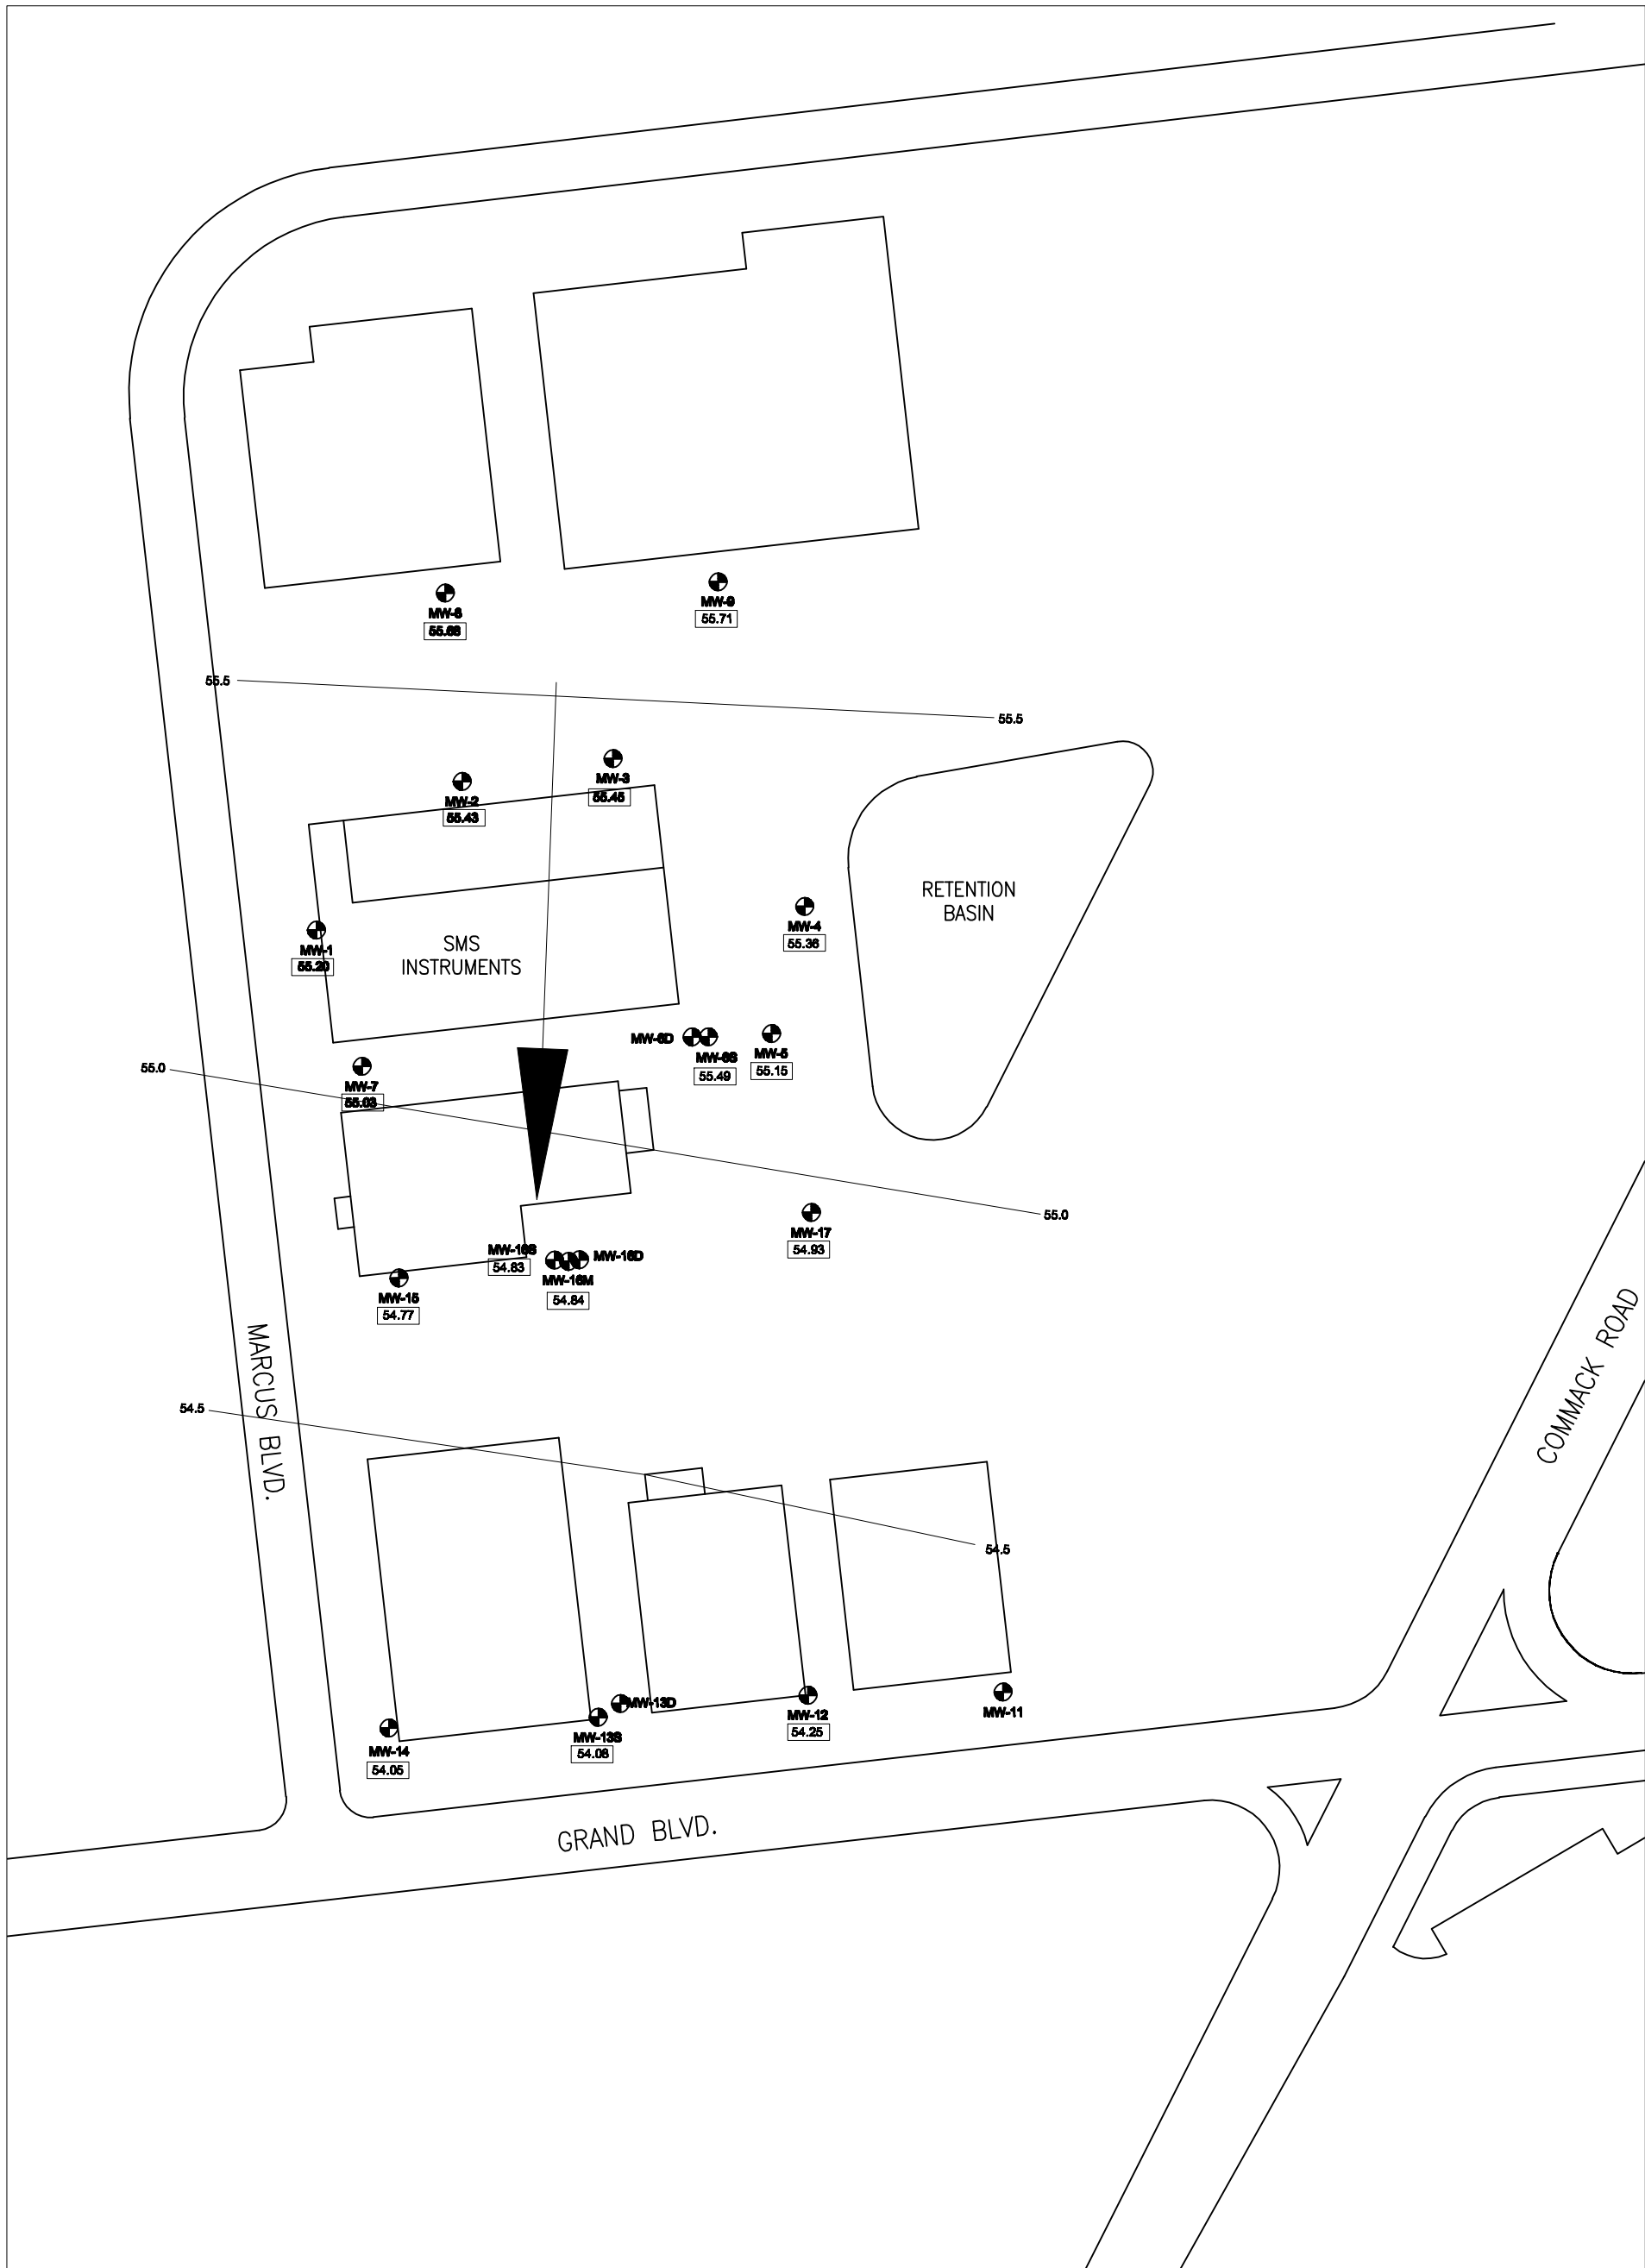 MW-8
55.68
MW-9
55.71
55.5
55.5
MW-3
55.45
MW-2
55.43
RETENTION
BASIN
MW-4
55.36
MW-1
55.20
SMS
INSTRUMENTS
MW-6D
MW-6S
55.49
MW-5
55.15
55.0
MW-7
55.03
55.0
MW-17
54.93
MW-16S
54.83
MW-16D
MW-16M
54.84
MW-15
54.77
COMMACK ROAD
MARCUS BLVD.
54.5
54.5
MW-13D
MW-12
54.25
MW-11
MW-13S
54.08
MW-14
54.05
GRAND BLVD.